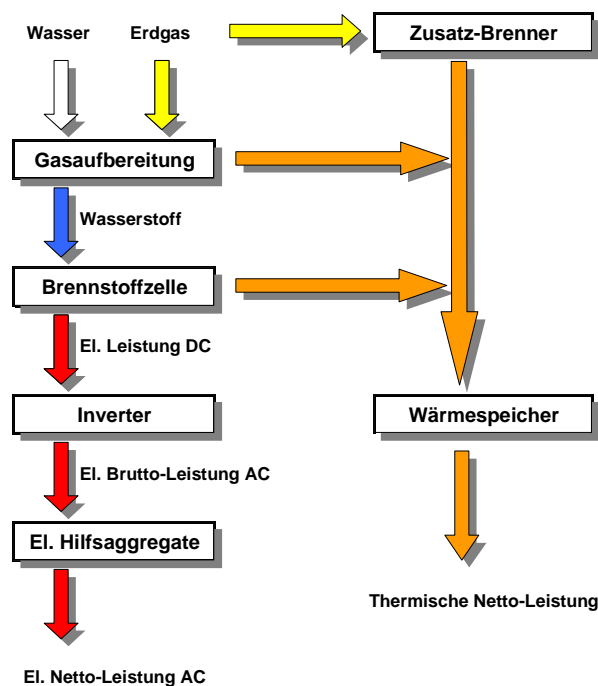 Wasser
Erdgas
Zusatz-Brenner
Gasaufbereitung
Wasserstoff
Brennstoffzelle
El. Leistung DC
Inverter
Wärmespeicher
El. Brutto-Leistung AC
El. Hilfsaggregate
Thermische Netto-Leistung
El. Netto-Leistung AC